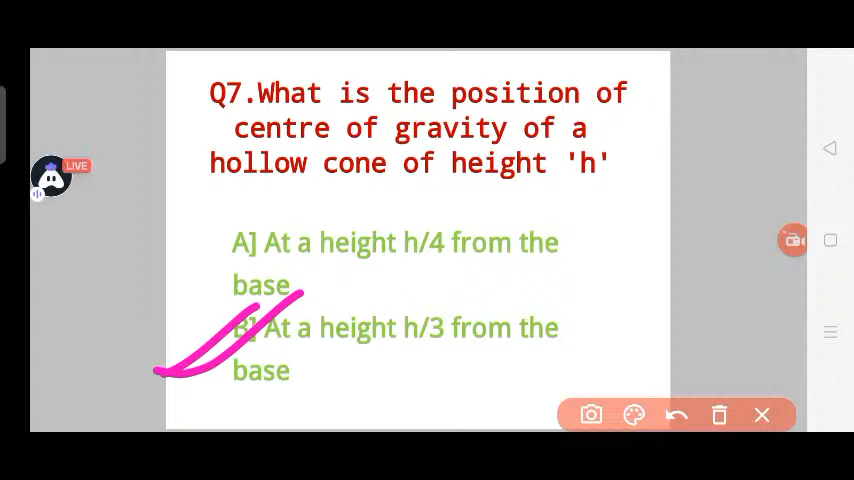 Q7.What is the position of
centre of gravity of a
hollow cone of height 'h'
LIVE
A] At a height h/4 from the
base
B] At a height h/3 from the
base